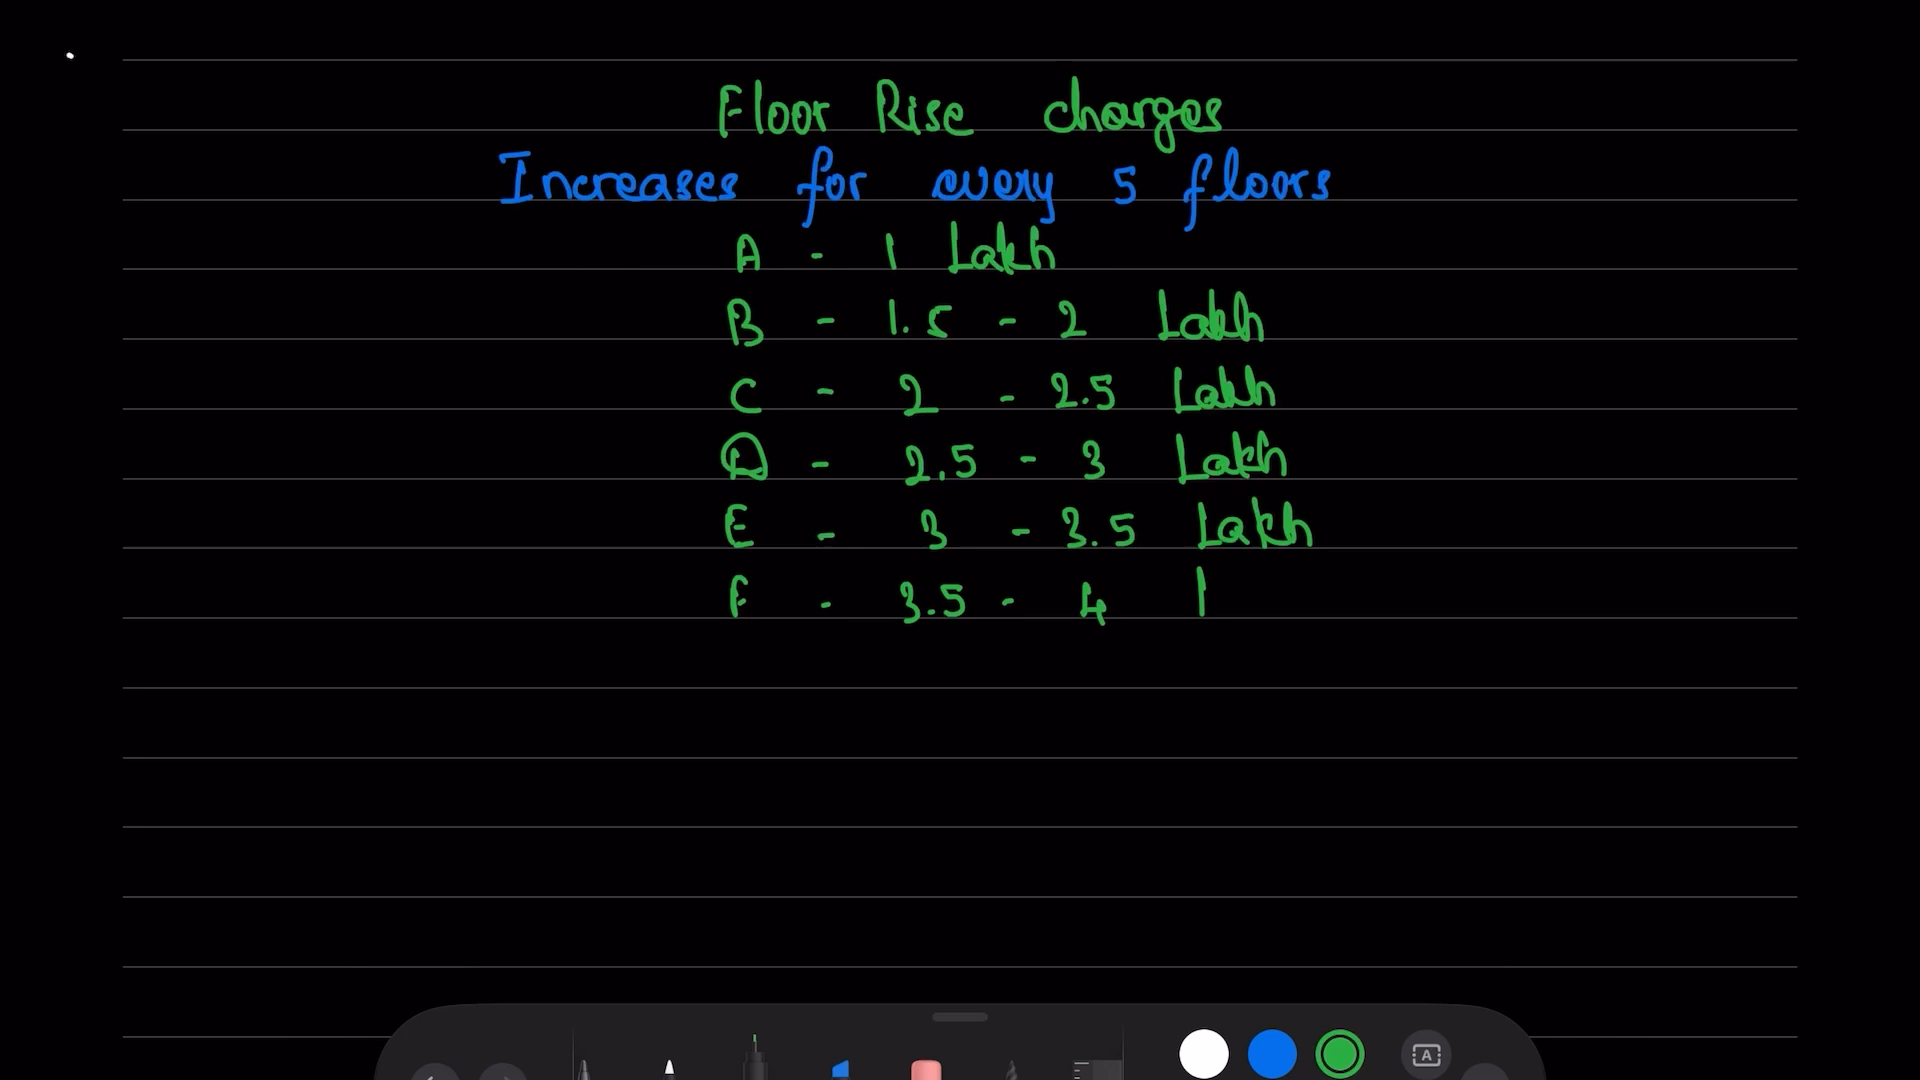 Floor Rise charges
Increases for every 5 floors
A - 1 Lakh
B - 1.5 - 2 Lakh
C - 2 - 2.5 Lakh
D - 2.5 - 3 Lakh
E - 3 - 3.5 Lakh
F - 3.5 - 4 l
A